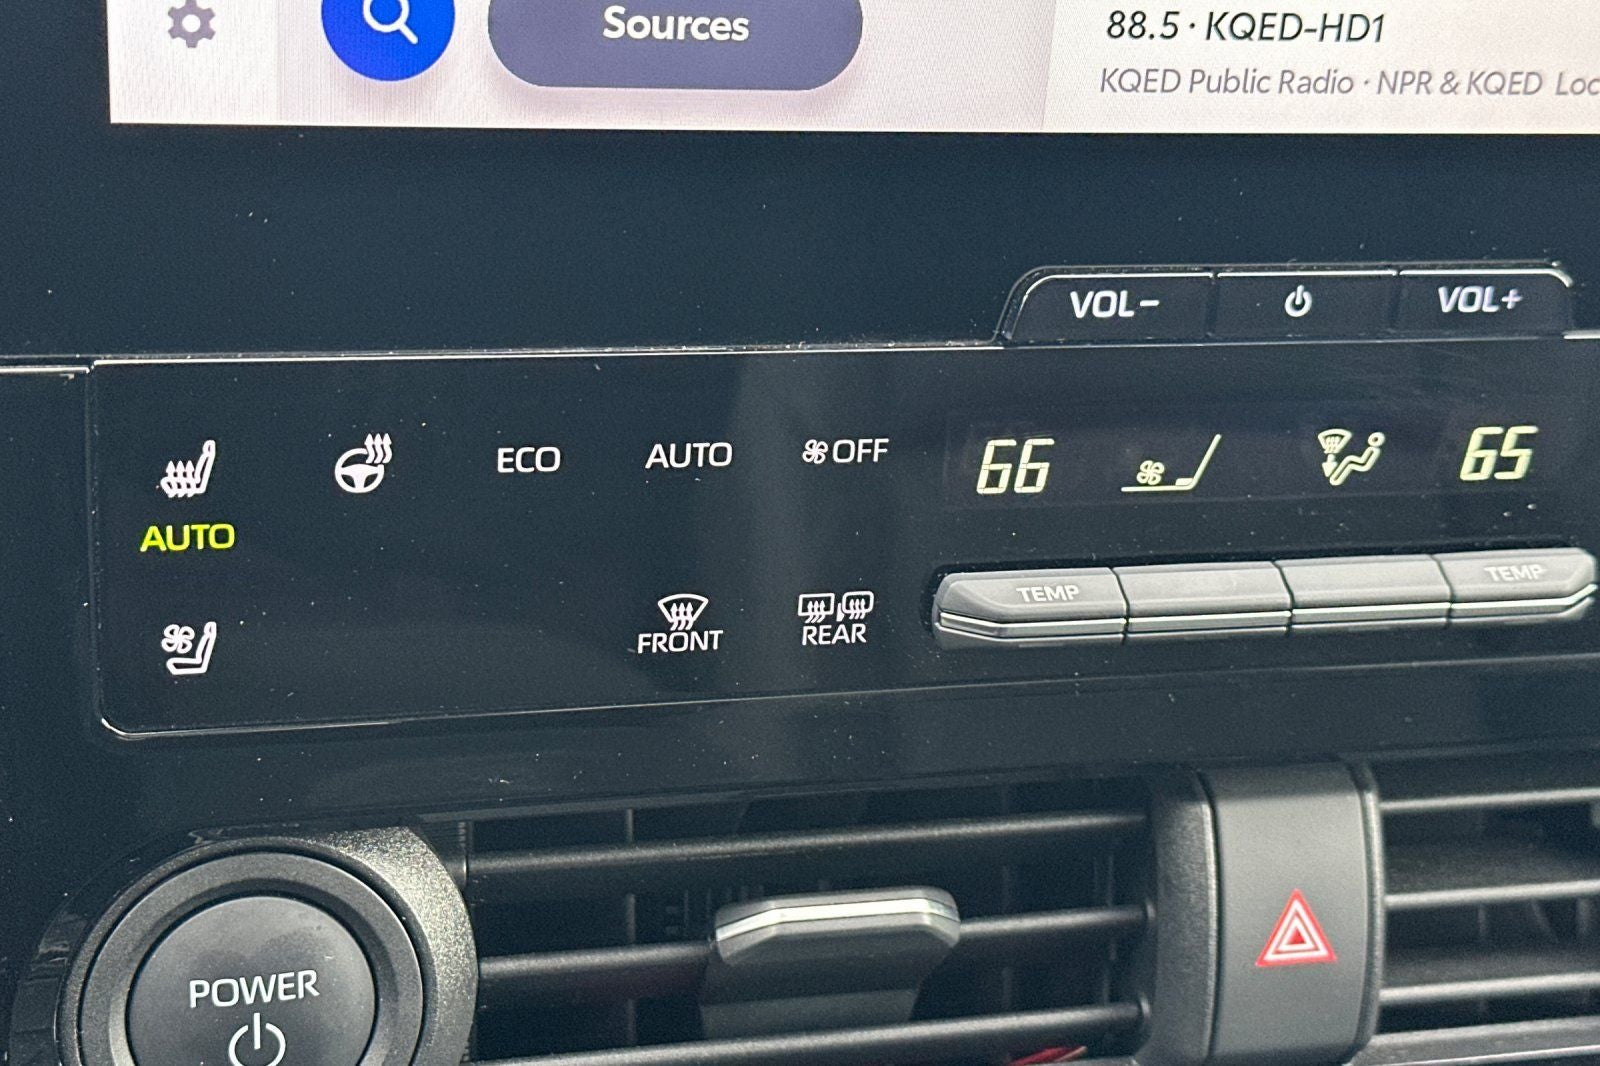 Sources
88.5 · KQED-HD1
KQED Public Radio · NPR & KQED Loc
VOL-
VOL+
ECO
AUTO
OFF
66
65
AUTO
TEMP
TEMP
FRONT
REAR
POWER